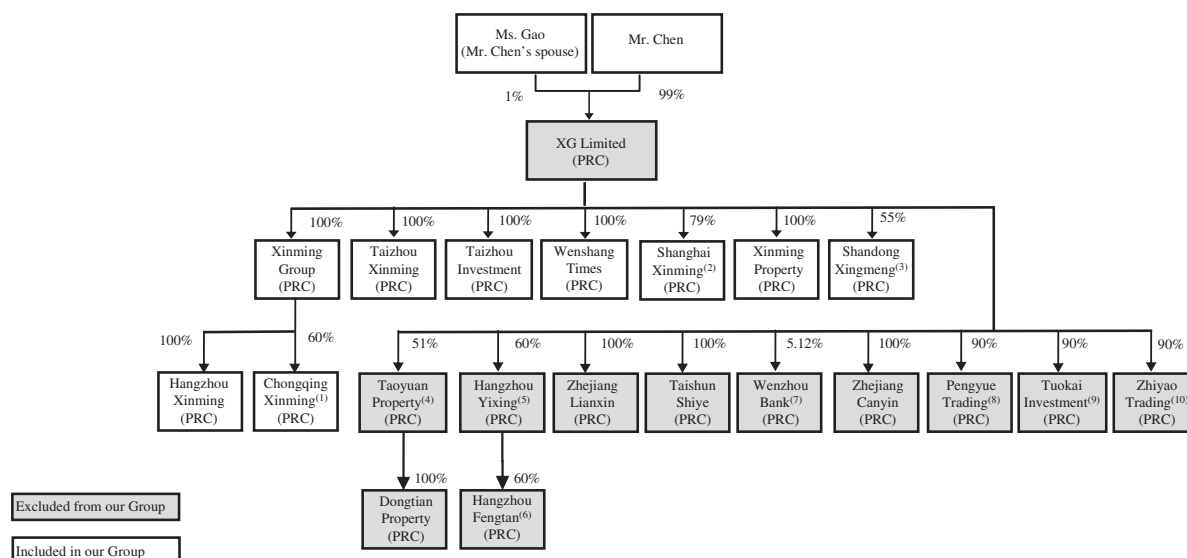 Ms. Gao
(Mr. Chen's spouse)
Mr. Chen
1%
99%
XG Limited
(PRC)
100%
100%
100%
100%
79%
100%
55%
Xinming
Group
(PRC)
Taizhou
Xinming
(PRC)
Taizhou
Investment
(PRC)
Wenshang
Times
(PRC)
Shanghai
Xinming(2)
(PRC)
Xinming
Property
(PRC)
Shandong
Xingmeng(3)
(PRC)
100%
60%
51%
60%
100%
100%
5.12%
100%
90%
90%
90%
Hangzhou
Xinming
(PRC)
Chongqing
Xinming(1)
(PRC)
Taoyuan
Property(4)
(PRC)
Hangzhou
Yixing(5)
(PRC)
Zhejiang
Lianxin
(PRC)
Taishun
Shiye
(PRC)
Wenzhou
Bank(7)
(PRC)
Zhejiang
Canyin
(PRC)
Pengyue
Trading(8)
(PRC)
Tuokai
Investment(9)
(PRC)
Zhiyao
Trading(10)
(PRC)
100%
60%
Dongtian
Property
(PRC)
Hangzhou
Fengtan(6)
(PRC)
Excluded from our Group
Included in our Group